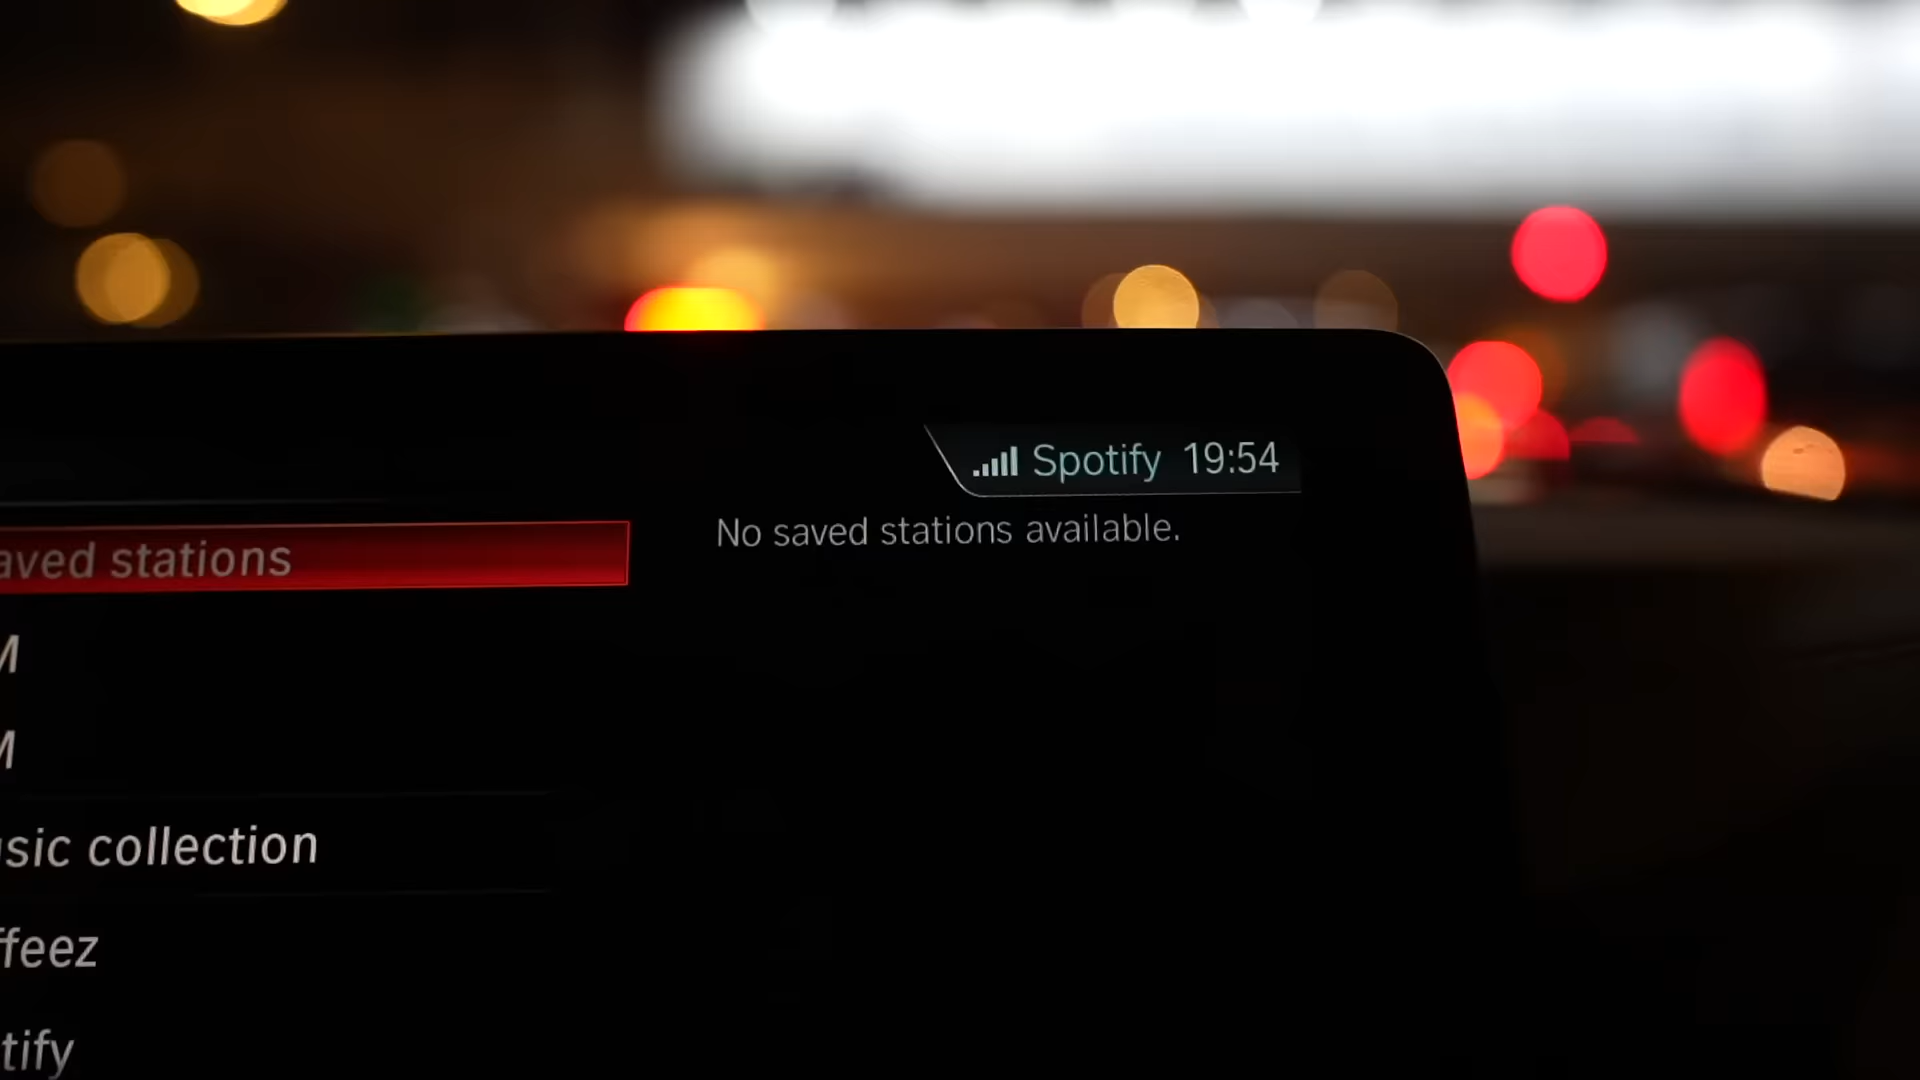 Spotify 19:54
No saved stations available.
aved stations
M
M
sic collection
ffeez
tify